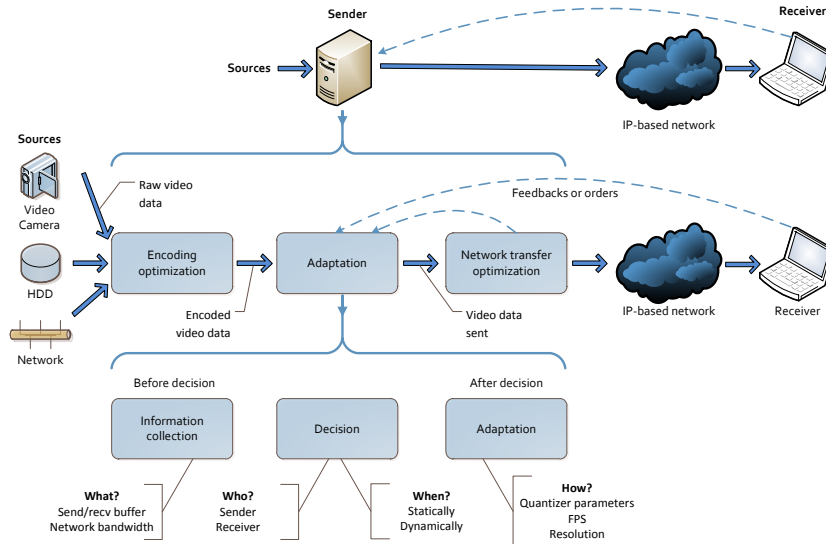 Sender
Receiver
Sources
IP-based network
Sources
Raw video
data
Feedbacks or orders
Video
Camera
Encoding
optimization
Adaptation
Network transfer
optimization
HDD
Encoded
video data
Video data
sent
IP-based network
Receiver
Network
Before decision
After decision
Information
collection
Decision
Adaptation
What?
Send/recv buffer
Network bandwidth
Who?
Sender
Receiver
When?
Statically
Dynamically
How?
Quantizer parameters
FPS
Resolution